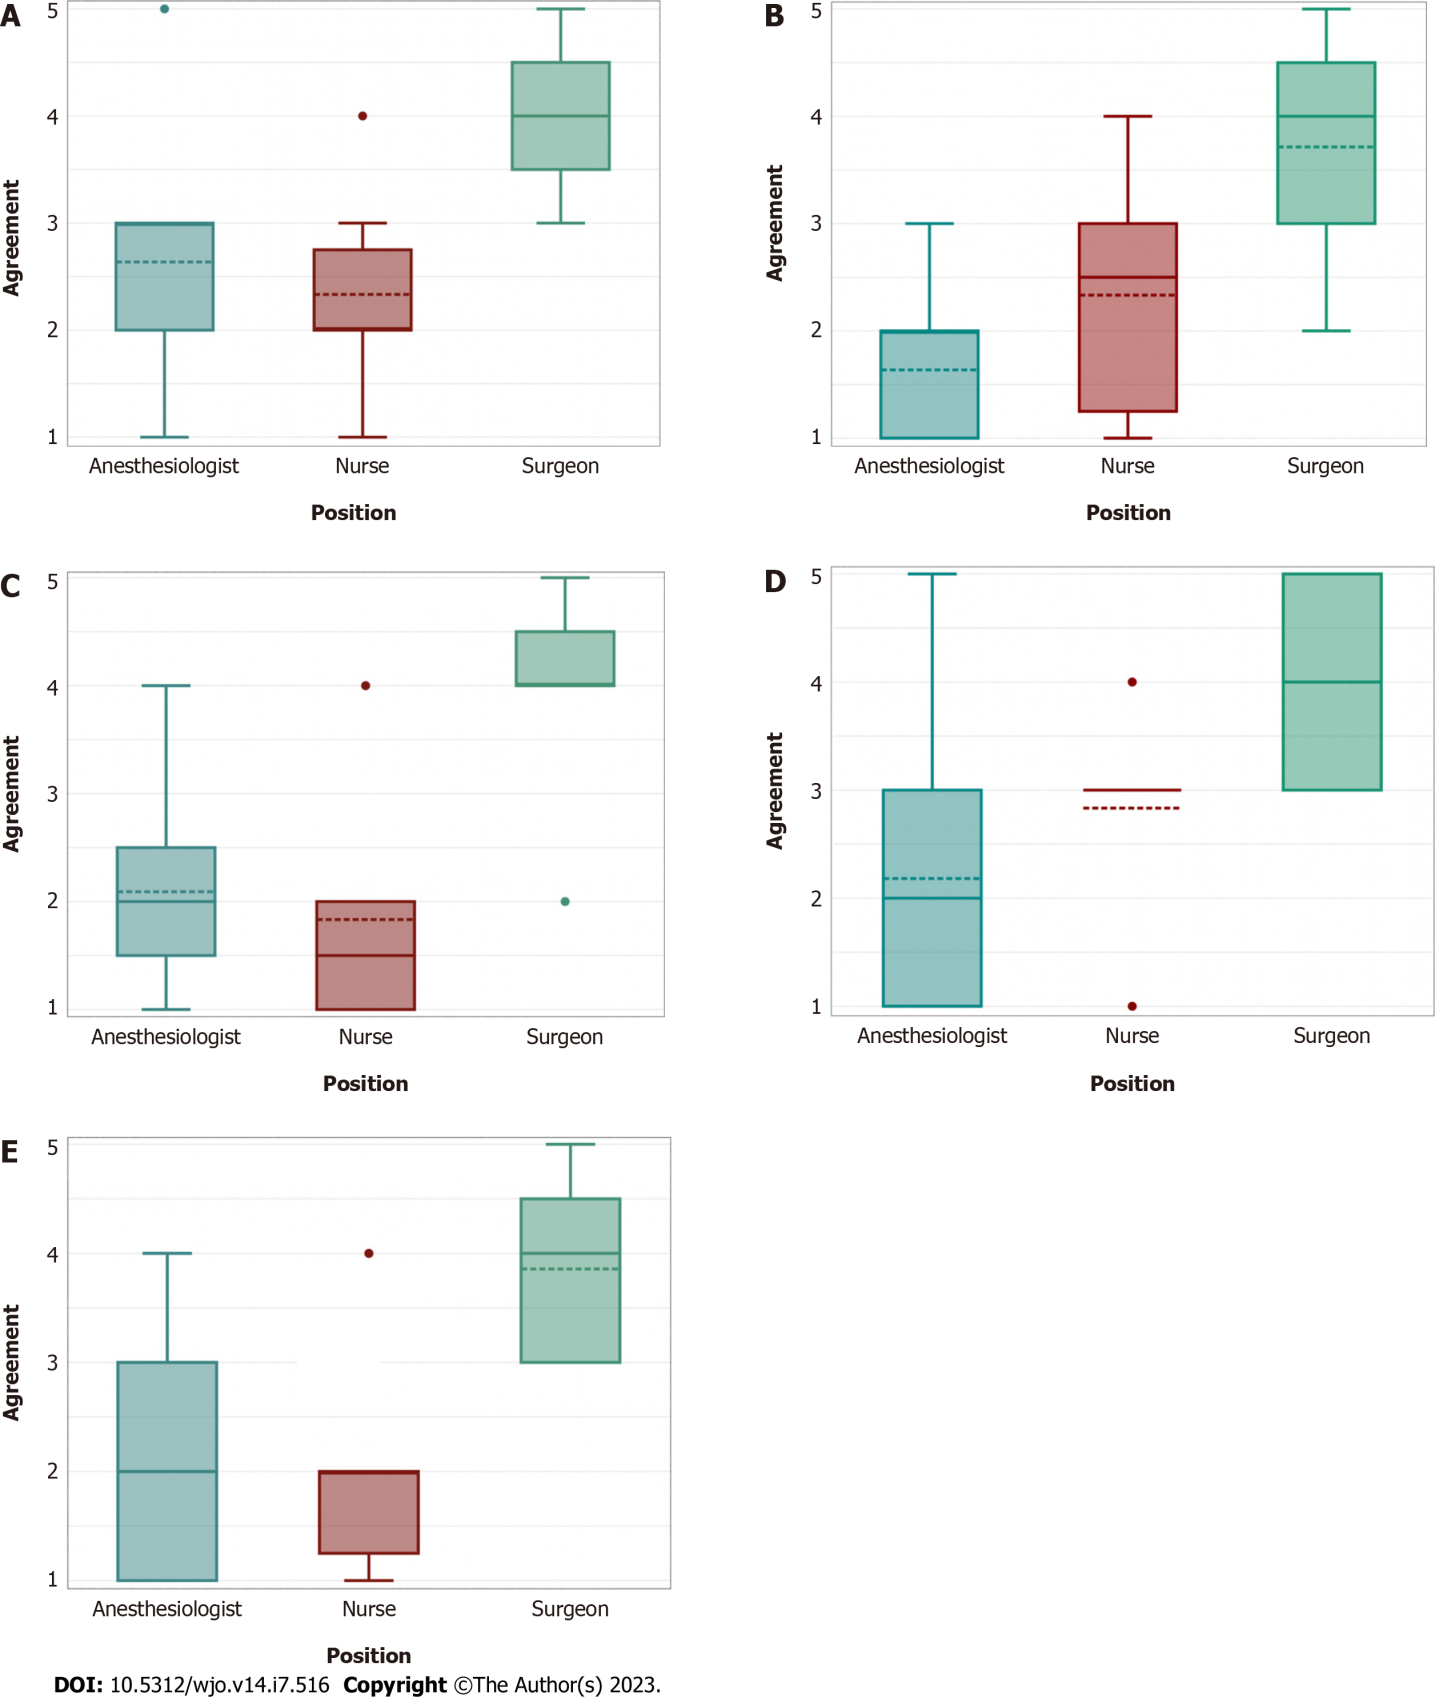 A
5
4
3
2
1
Agreement
Anesthesiologist Nurse Surgeon
Position
B
5
4
3
2
1
Agreement
Anesthesiologist Nurse Surgeon
Position
C
5
4
3
2
1
Agreement
Anesthesiologist Nurse Surgeon
Position
D
5
4
3
2
1
Agreement
Anesthesiologist Nurse Surgeon
Position
E
5
4
3
2
1
Agreement
Anesthesiologist Nurse Surgeon
Position
DOI: 10.5312/wjo.v14.i7.516 Copyright ©The Author(s) 2023.